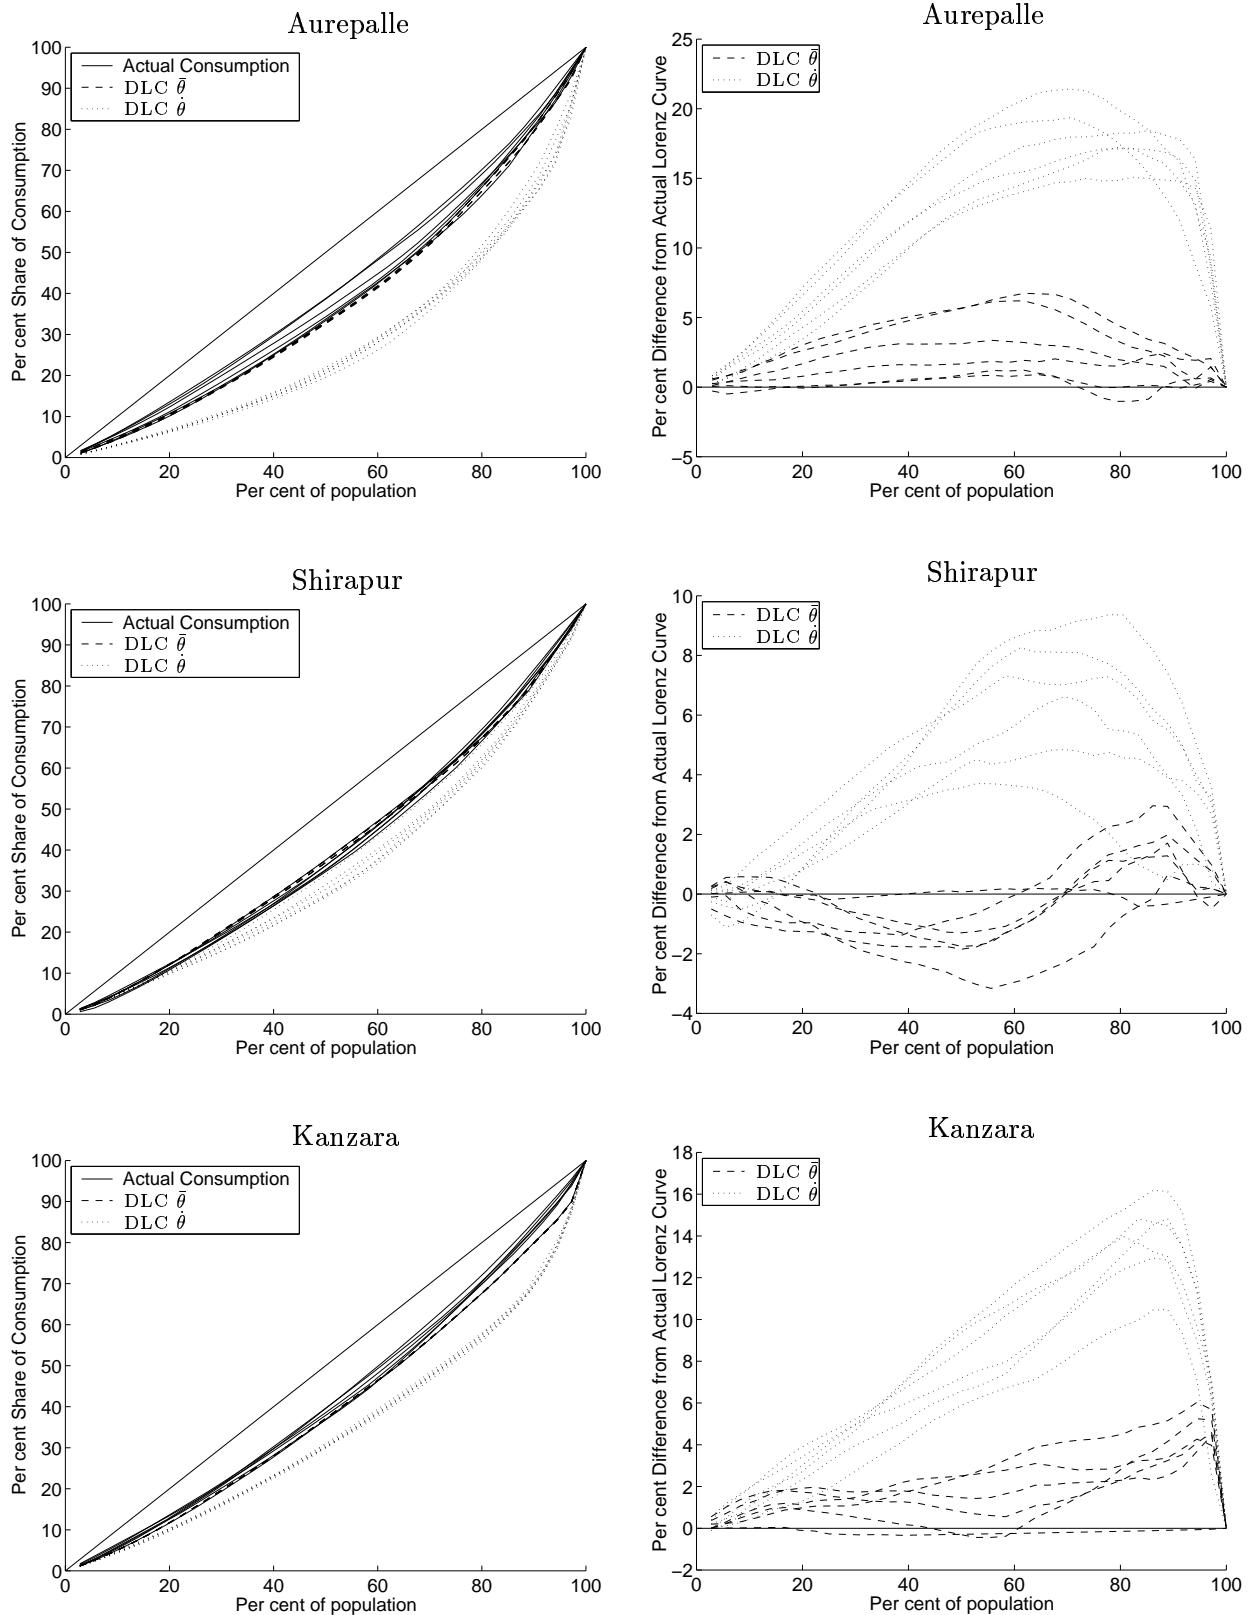 Aurepalle
100
90
80
70
60
50
40
30
20
10
0
Per cent Share of Consumption
Actual Consumption
DLC θ̄
DLC θ̇
0 20 40 60 80 100
Per cent of population
Aurepalle
25
20
15
10
5
0
−5
Per cent Difference from Actual Lorenz Curve
DLC θ̄
DLC θ̇
0 20 40 60 80 100
Per cent of population
Shirapur
100
90
80
70
60
50
40
30
20
10
0
Per cent Share of Consumption
Actual Consumption
DLC θ̄
DLC θ̇
0 20 40 60 80 100
Per cent of population
Shirapur
10
8
6
4
2
0
−2
−4
Per cent Difference from Actual Lorenz Curve
DLC θ̄
DLC θ̇
0 20 40 60 80 100
Per cent of population
Kanzara
100
90
80
70
60
50
40
30
20
10
0
Per cent Share of Consumption
Actual Consumption
DLC θ̄
DLC θ̇
0 20 40 60 80 100
Per cent of population
Kanzara
18
16
14
12
10
8
6
4
2
0
−2
Per cent Difference from Actual Lorenz Curve
DLC θ̄
DLC θ̇
0 20 40 60 80 100
Per cent of population